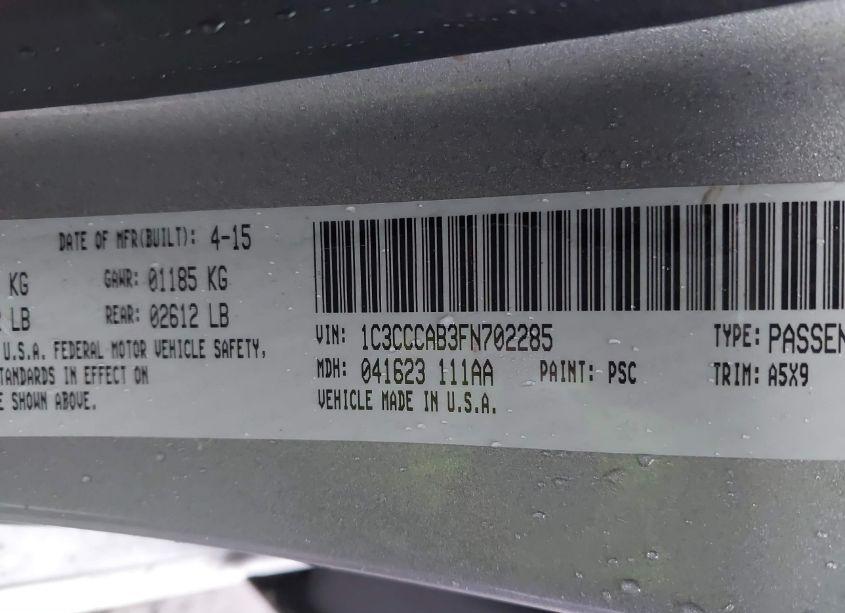 DATE OF MFR(BUILT): 4-15
KG GAWR: 01185 KG
LB REAR: 02612 LB
U.S.A. FEDERAL MOTOR VEHICLE SAFETY,
STANDARDS IN EFFECT ON
SHOWN ABOVE.
VIN: 1C3CCCAB3FN702285 TYPE: PASSEN
MDH: 041623 111AA PAINT: PSC TRIM: A5X9
VEHICLE MADE IN U.S.A.